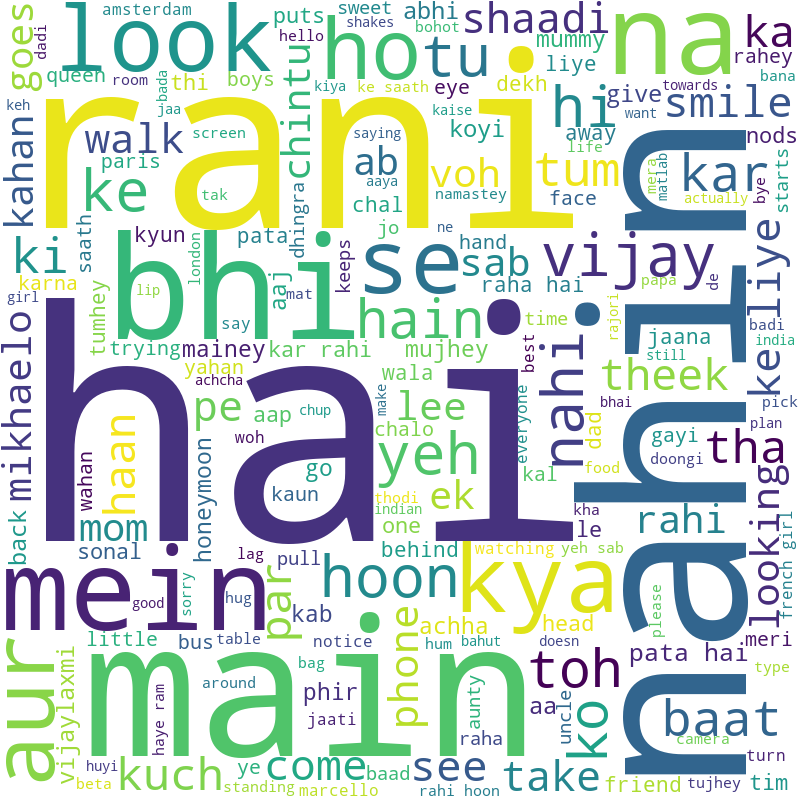 amsterdam
look
goes
queen
room
dadi
hello
shakes
puts
sweet
abhi
bohot
shaadi
na
ka
hotu
mummy
rahey
bana
thi
boys
chintu
dekh
liye
towards
keh
bada
jaa
kiya
ke saath
eye
hi
give
smile
want
rani
kahan
walk
screen
saying
kaise
koyi
away
life
nods
paris
ab
voh
tum
nahin
kar
mera
matlab
bye
starts
ke
tak
aaya
namastey
face
actually
saath
chal
dhingra
ki
kyun
pata
bhi
jo
ne
hand
se
sab
vijay
papa
de
karna
london
aaj
mat
keeps
raha hai
ke liye
girl
lip
tumhey
say
hain
time
rajori
badi
india
mikhaelo
hai
trying
mainey
kar rahi
mujhey
best
nahi
jaana
still
yahan
wala
theek
achcha
make
everyone
pick
haan
pe
aap
chup
lee
dad
bhai
plan
woh
chalo
yeh
gayi
tha
wahan
honeymoon
go
kaun
thodi
ek
kal
food
doongi
looking
indian
kha
back
mom
one
le
rahi
french girl
sonal
lag
pull
behind
watching
yeh sab
mein
good
hug
sorry
hoon
kya
please
par
kab
phone
achha
head
meri
aur
little
bus
table
notice
hum
bahut
doesn
pata hai
main
bag
type
vijaylaxmi
haye ram
around
phir
aunty
toh
jaati
aa
uncle
ko
baat
raha
camera
huyi
kuch
ye
come
baad
see
turn
beta
standing
marcello
rahi hoon
take
friend
tujhey
tim